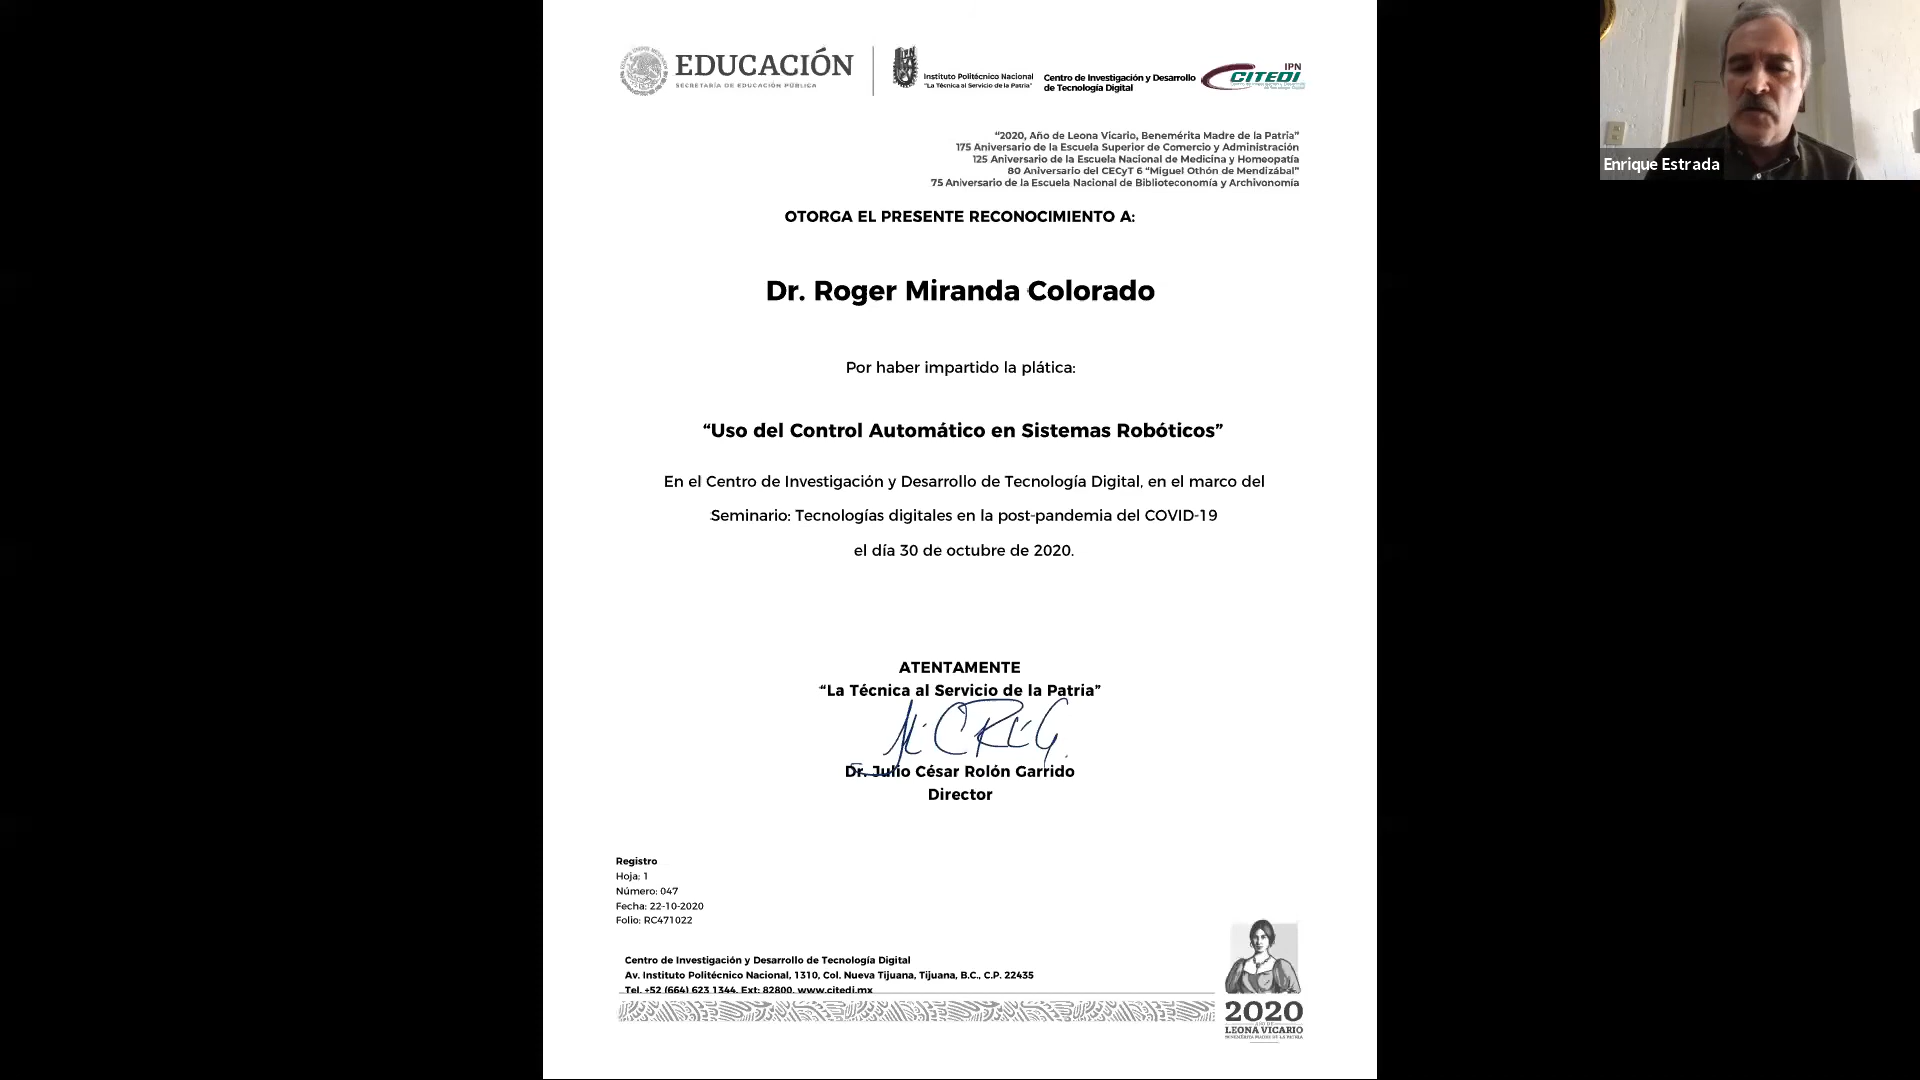 EDUCACIÓN
SECRETARÍA DE EDUCACIÓN PÚBLICA
IPN
Instituto Politécnico Nacional
"La Técnica al Servicio de la Patria"
Centro de Investigación y Desarrollo
de Tecnología Digital
IPN
CITEDI
Enrique Estrada
“2020, Año de Leona Vicario, Benemérita Madre de la Patria”
175 Aniversario de la Escuela Superior de Comercio y Administración
125 Aniversario de la Escuela Nacional de Medicina y Homeopatía
80 Aniversario del CECyT 6 “Miguel Othón de Mendizábal”
75 Aniversario de la Escuela Nacional de Biblioteconomía y Archivonomía
OTORGA EL PRESENTE RECONOCIMIENTO A:
Dr. Roger Miranda Colorado
Por haber impartido la plática:
“Uso del Control Automático en Sistemas Robóticos”
En el Centro de Investigación y Desarrollo de Tecnología Digital, en el marco del
Seminario: Tecnologías digitales en la post-pandemia del COVID-19
el día 30 de octubre de 2020.
ATENTAMENTE
“La Técnica al Servicio de la Patria”
Dr. Julio César Rolón Garrido
Director
Registro
Hoja: 1
Número: 047
Fecha: 22-10-2020
Folio: RC471022
Centro de Investigación y Desarrollo de Tecnología Digital
Av. Instituto Politécnico Nacional, 1310, Col. Nueva Tijuana, Tijuana, B.C., C.P. 22435
Tel. +52 (664) 623 1344, Ext: 82800, www.citedi.mx
2020
AÑO DE
LEONA VICARIO
BENEMÉRITA MADRE DE LA PATRIA